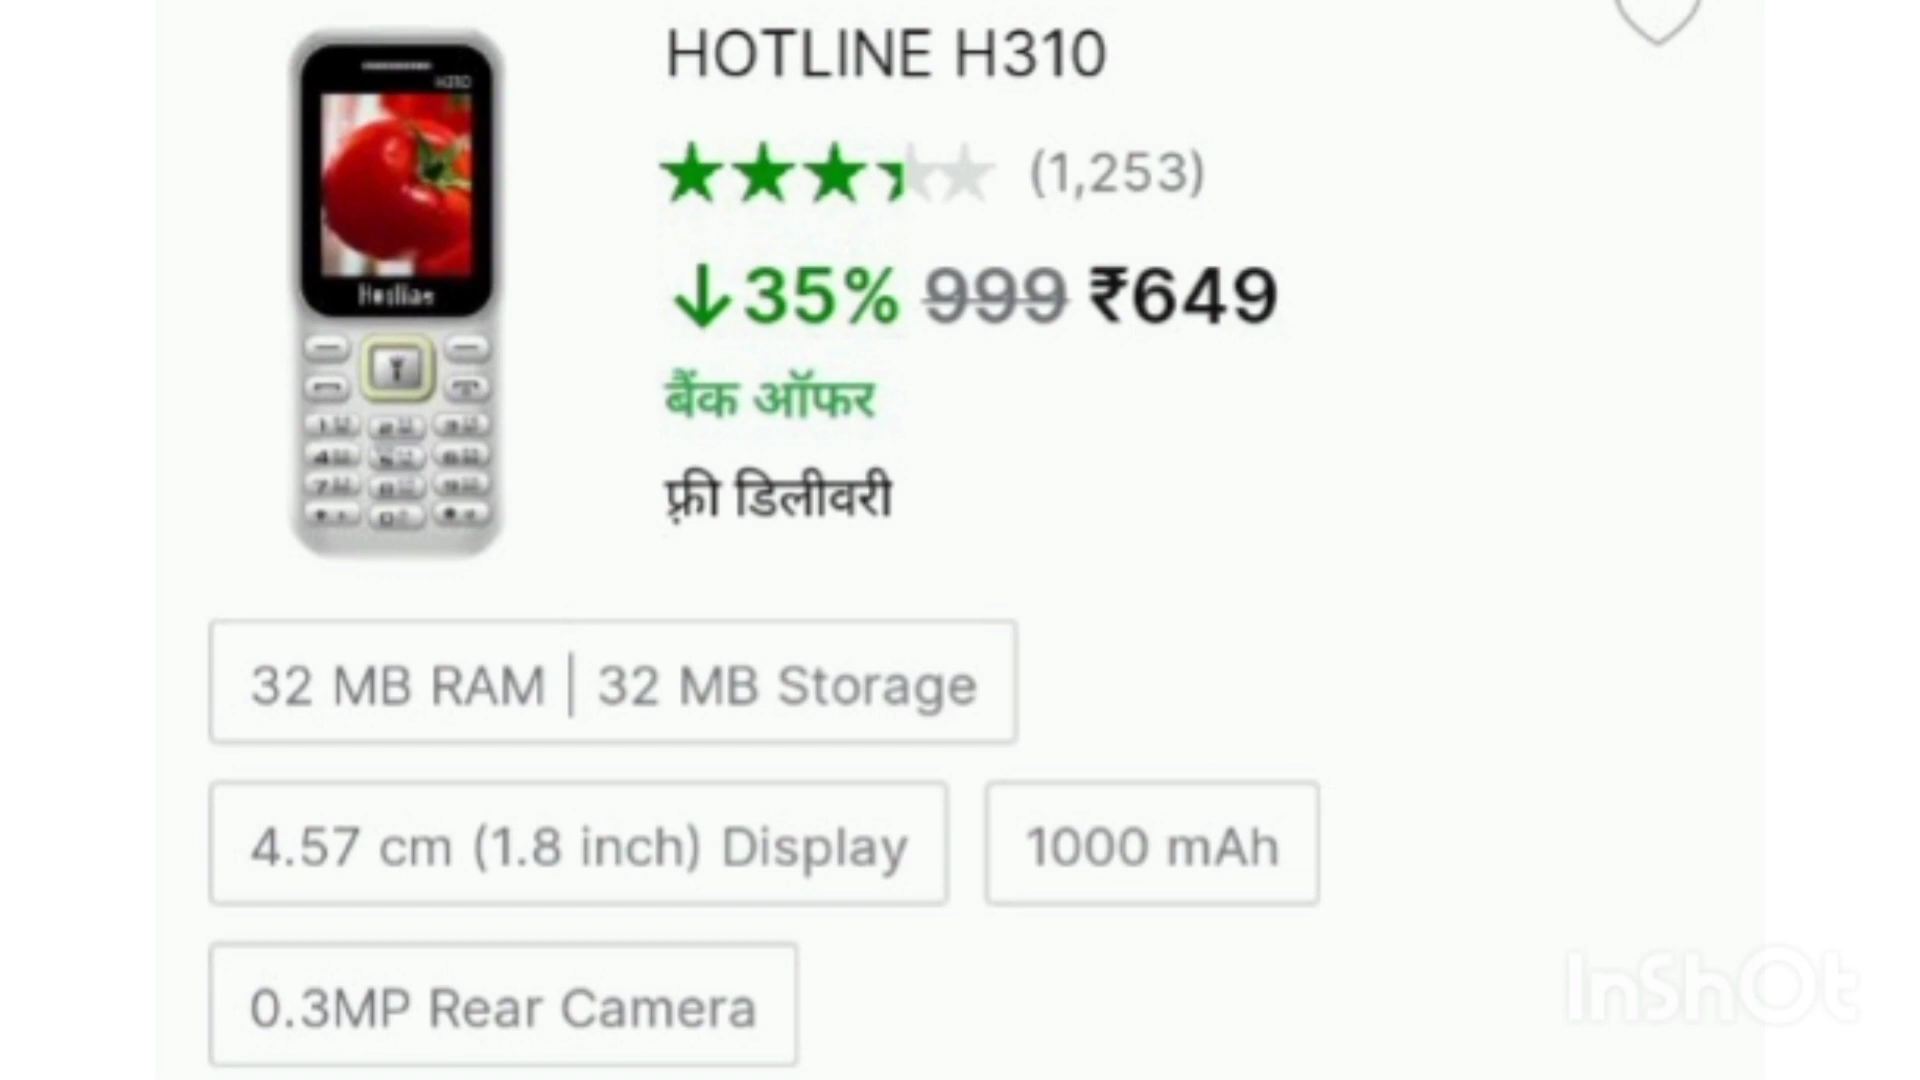 HOTLINE H310
(1,253)
↓35% 999 ₹649
बैंक ऑफर
फ़्री डिलीवरी
H310
32 MB RAM | 32 MB Storage
4.57 cm (1.8 inch) Display
1000 mAh
0.3MP Rear Camera
InShOt